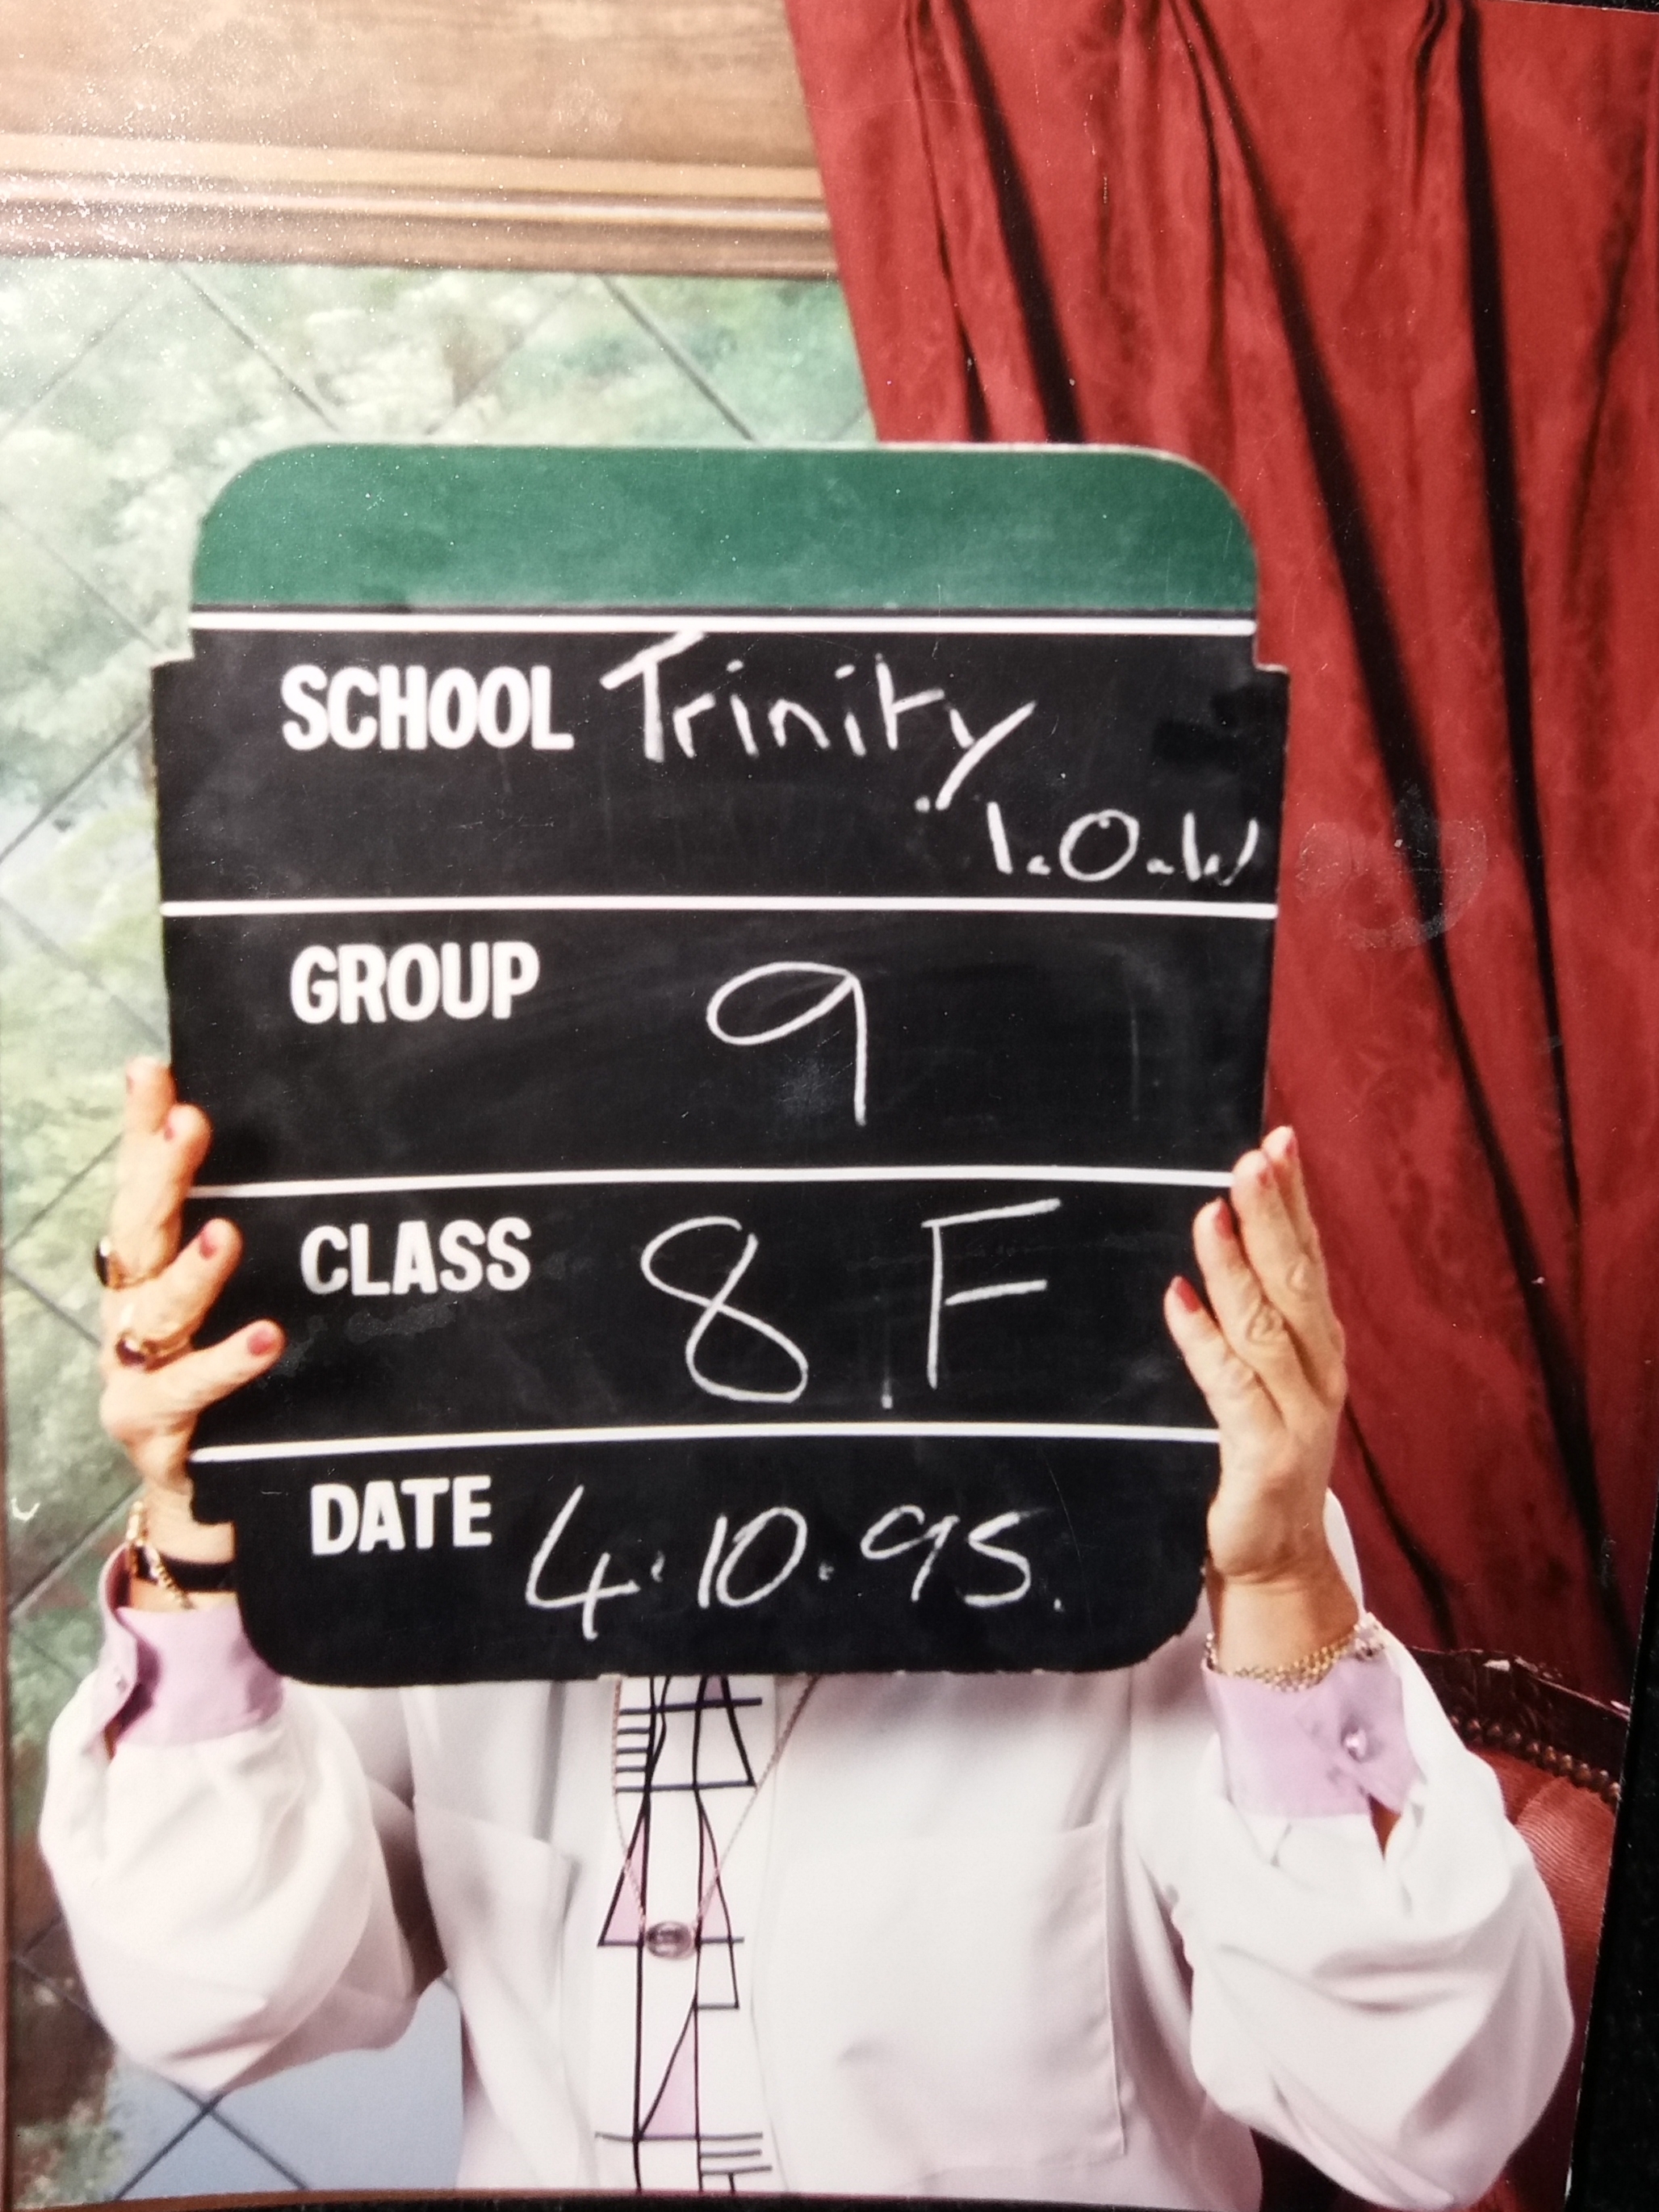 SCHOOL Trinity
I.O.W
GROUP 9
CLASS 8 F
DATE 4.10.95.